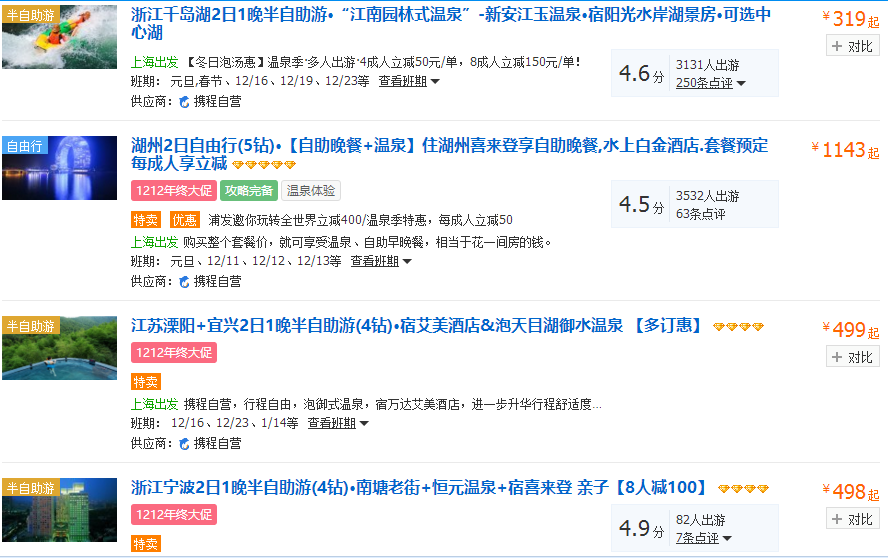 半自助游
浙江千岛湖2日1晚半自助游•“江南园林式温泉”-新安江玉温泉•宿阳光水岸湖景房•可选中
心湖
¥319起
+ 对比
上海出发 【冬日泡汤惠】温泉季·多人出游·4成人立减50元/单，8成人立减150元/单！
班期： 元旦,春节、12/16、12/19、12/23等 查看班期
供应商： 携程自营
4.6分
3131人出游
250条点评
自由行
湖州2日自由行(5钻)•【自助晚餐+温泉】住湖州喜来登享自助晚餐,水上白金酒店.套餐预定
每成人享立减
¥1143起
1212年终大促 攻略完备 温泉体验
特卖 优惠 浦发邀你玩转全世界立减400/温泉季特惠，每成人立减50
上海出发 购买整个套餐价，就可享受温泉、自助早晚餐，相当于花一间房的钱。
班期： 元旦、12/11、12/12、12/13等 查看班期
供应商： 携程自营
4.5分
3532人出游
63条点评
半自助游
江苏溧阳+宜兴2日1晚半自助游(4钻)•宿艾美酒店&泡天目湖御水温泉 【多订惠】
¥499起
+ 对比
1212年终大促
特卖
上海出发 携程自营，行程自由，泡御式温泉，宿万达艾美酒店，进一步升华行程舒适度...
班期： 12/16、12/23、1/14等 查看班期
供应商： 携程自营
半自助游
浙江宁波2日1晚半自助游(4钻)•南塘老街+恒元温泉+宿喜来登 亲子【8人减100】
¥498起
+ 对比
1212年终大促
特卖
4.9分
82人出游
7条点评